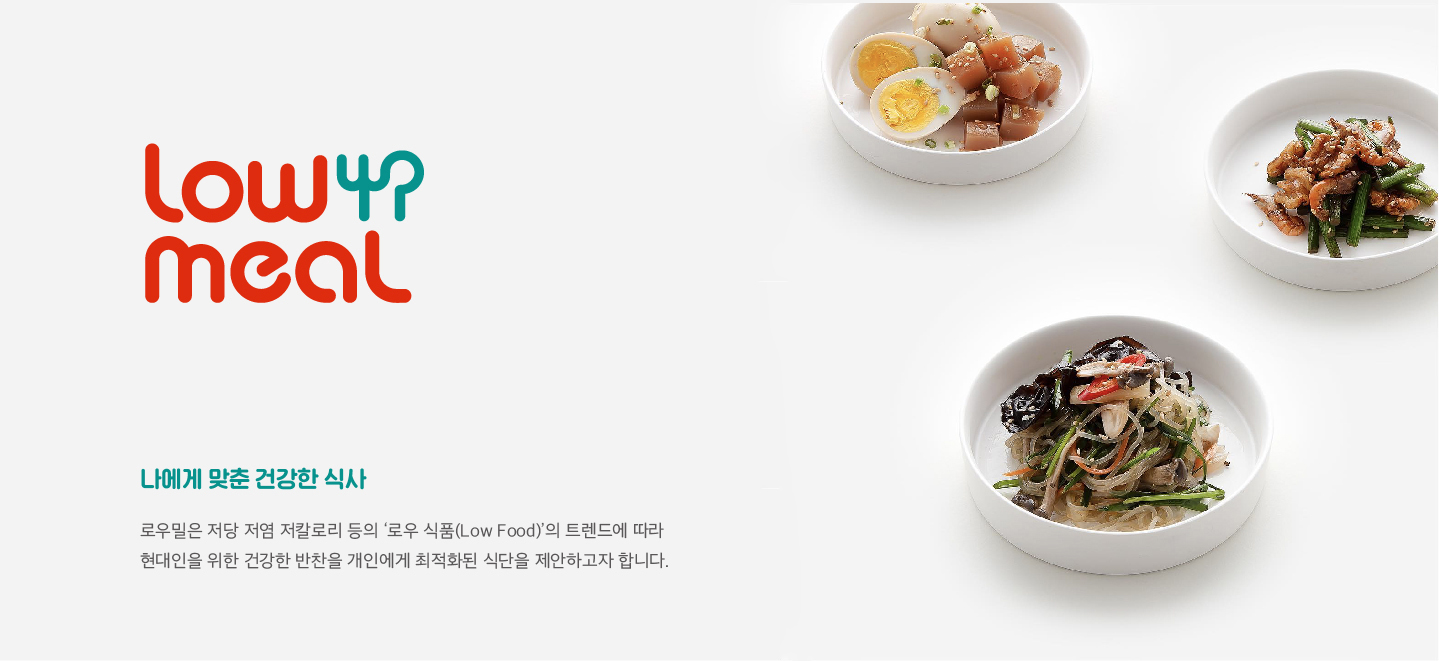 Low
meal
나에게 맞춘 건강한 식사
로우밀은 저당 저염 저칼로리 등의 ‘로우 식품(Low Food)’의 트렌드에 따라
현대인을 위한 건강한 반찬을 개인에게 최적화된 식단을 제안하고자 합니다.